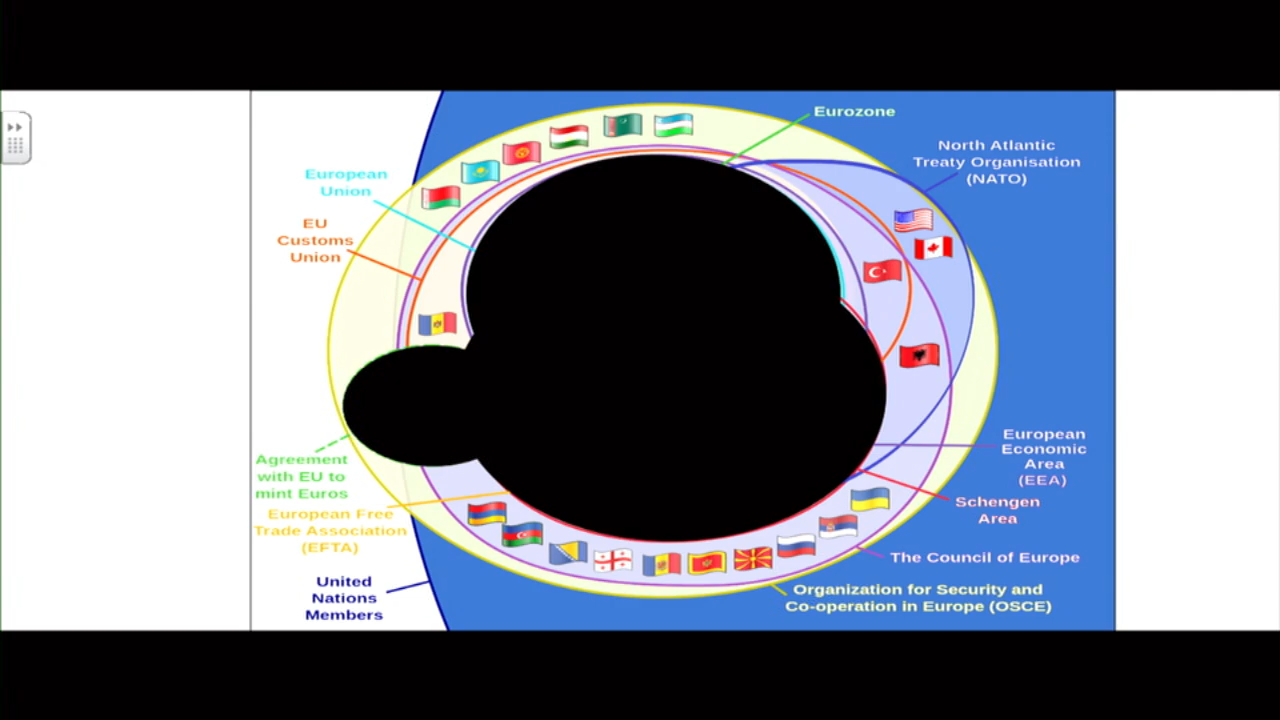 Eurozone
North Atlantic
Treaty Organisation
(NATO)
European
Union
EU
Customs
Union
European
Economic
Area
(EEA)
Agreement
with EU to
mint Euros
Schengen
Area
European Free
Trade Association
(EFTA)
The Council of Europe
United
Nations
Members
Organization for Security and
Co-operation in Europe (OSCE)